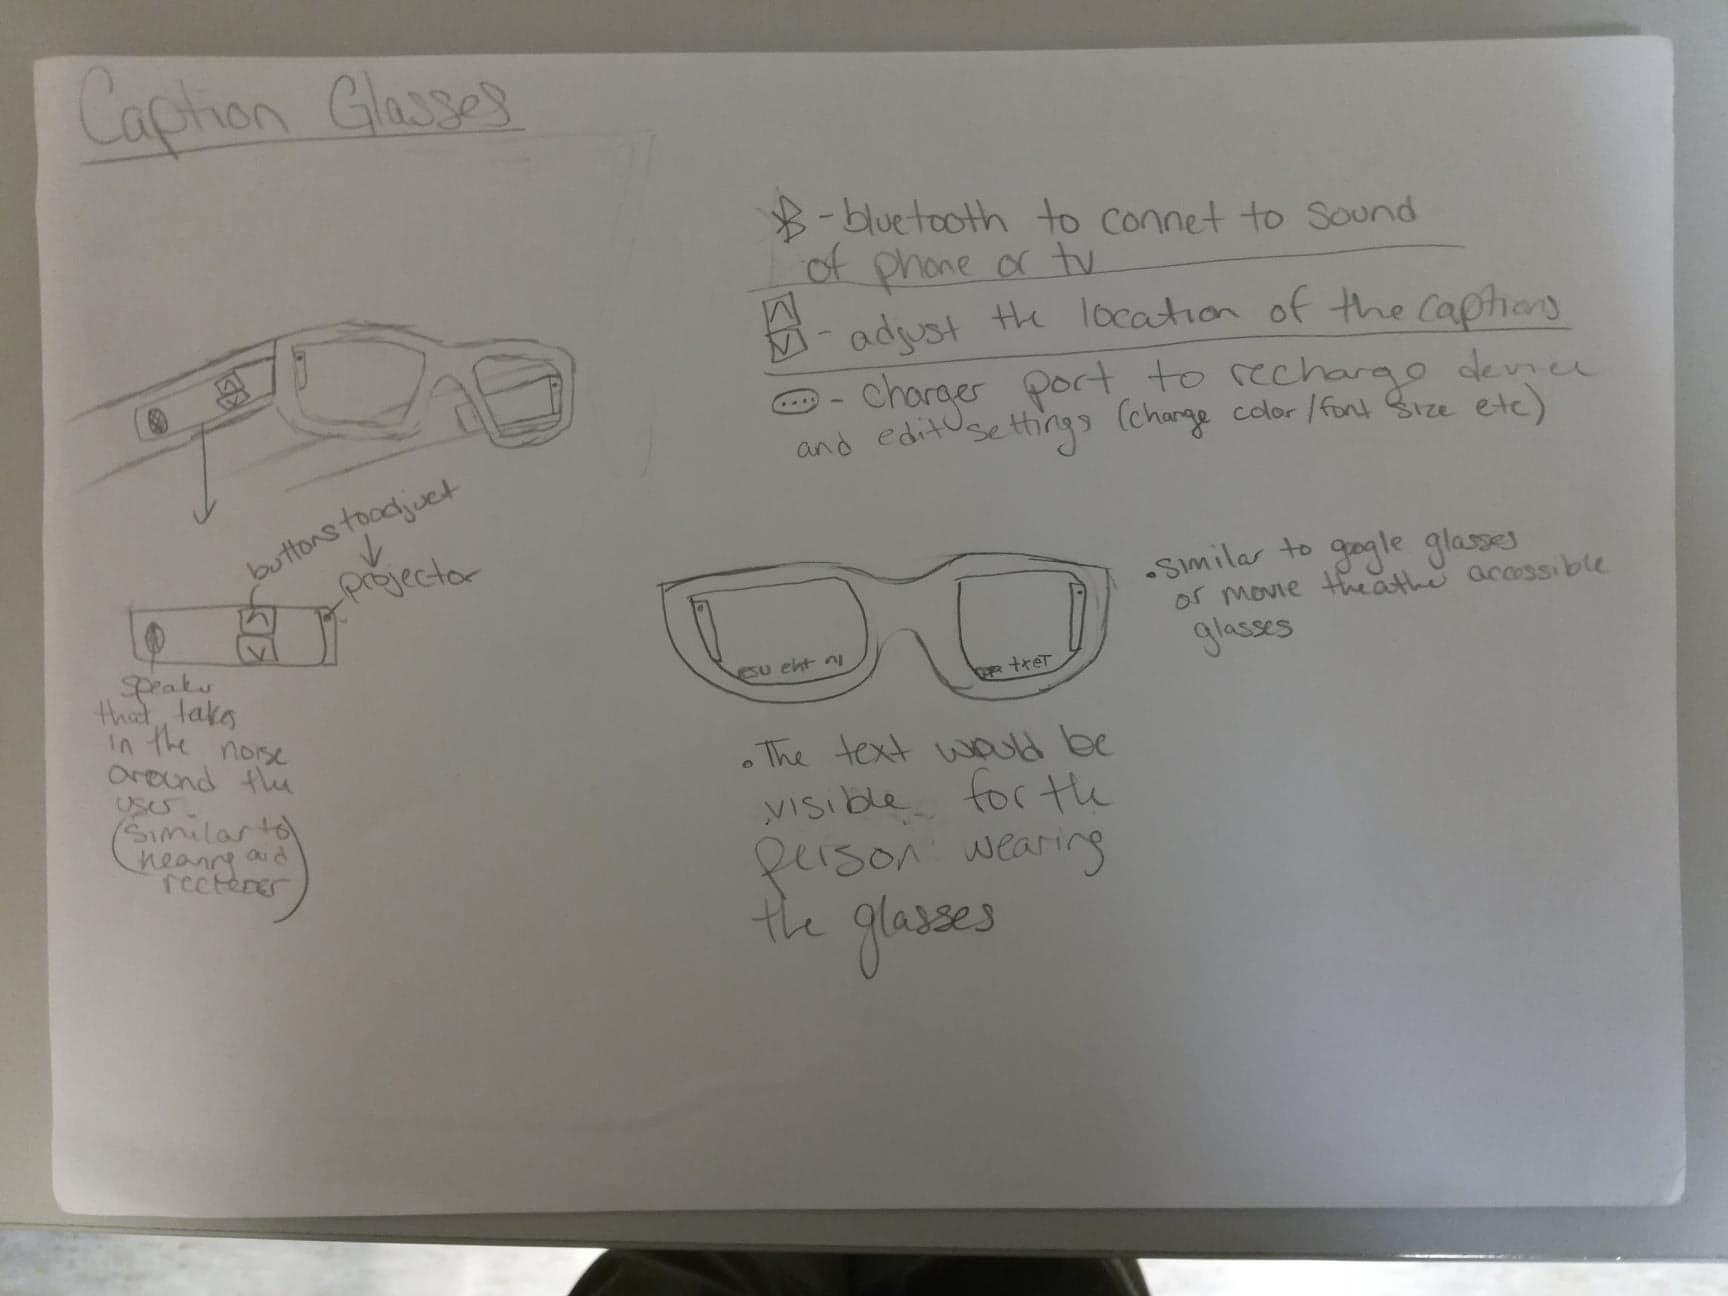 Caption Glasses
- bluetooth to connet to sound
of phone or tv
- adjust the location of the captions
- charger port to recharge device
and edit settings (change color/font size etc)
buttons to adjuct
projector
speaker
that takes
in the noise
around the
user.
(similar to
hearing aid
reciever)
esu eht ni
txeT
• similar to google glasses
or movie theathe accessible
glasses
• The text would be
visible for the
person wearing
the glasses